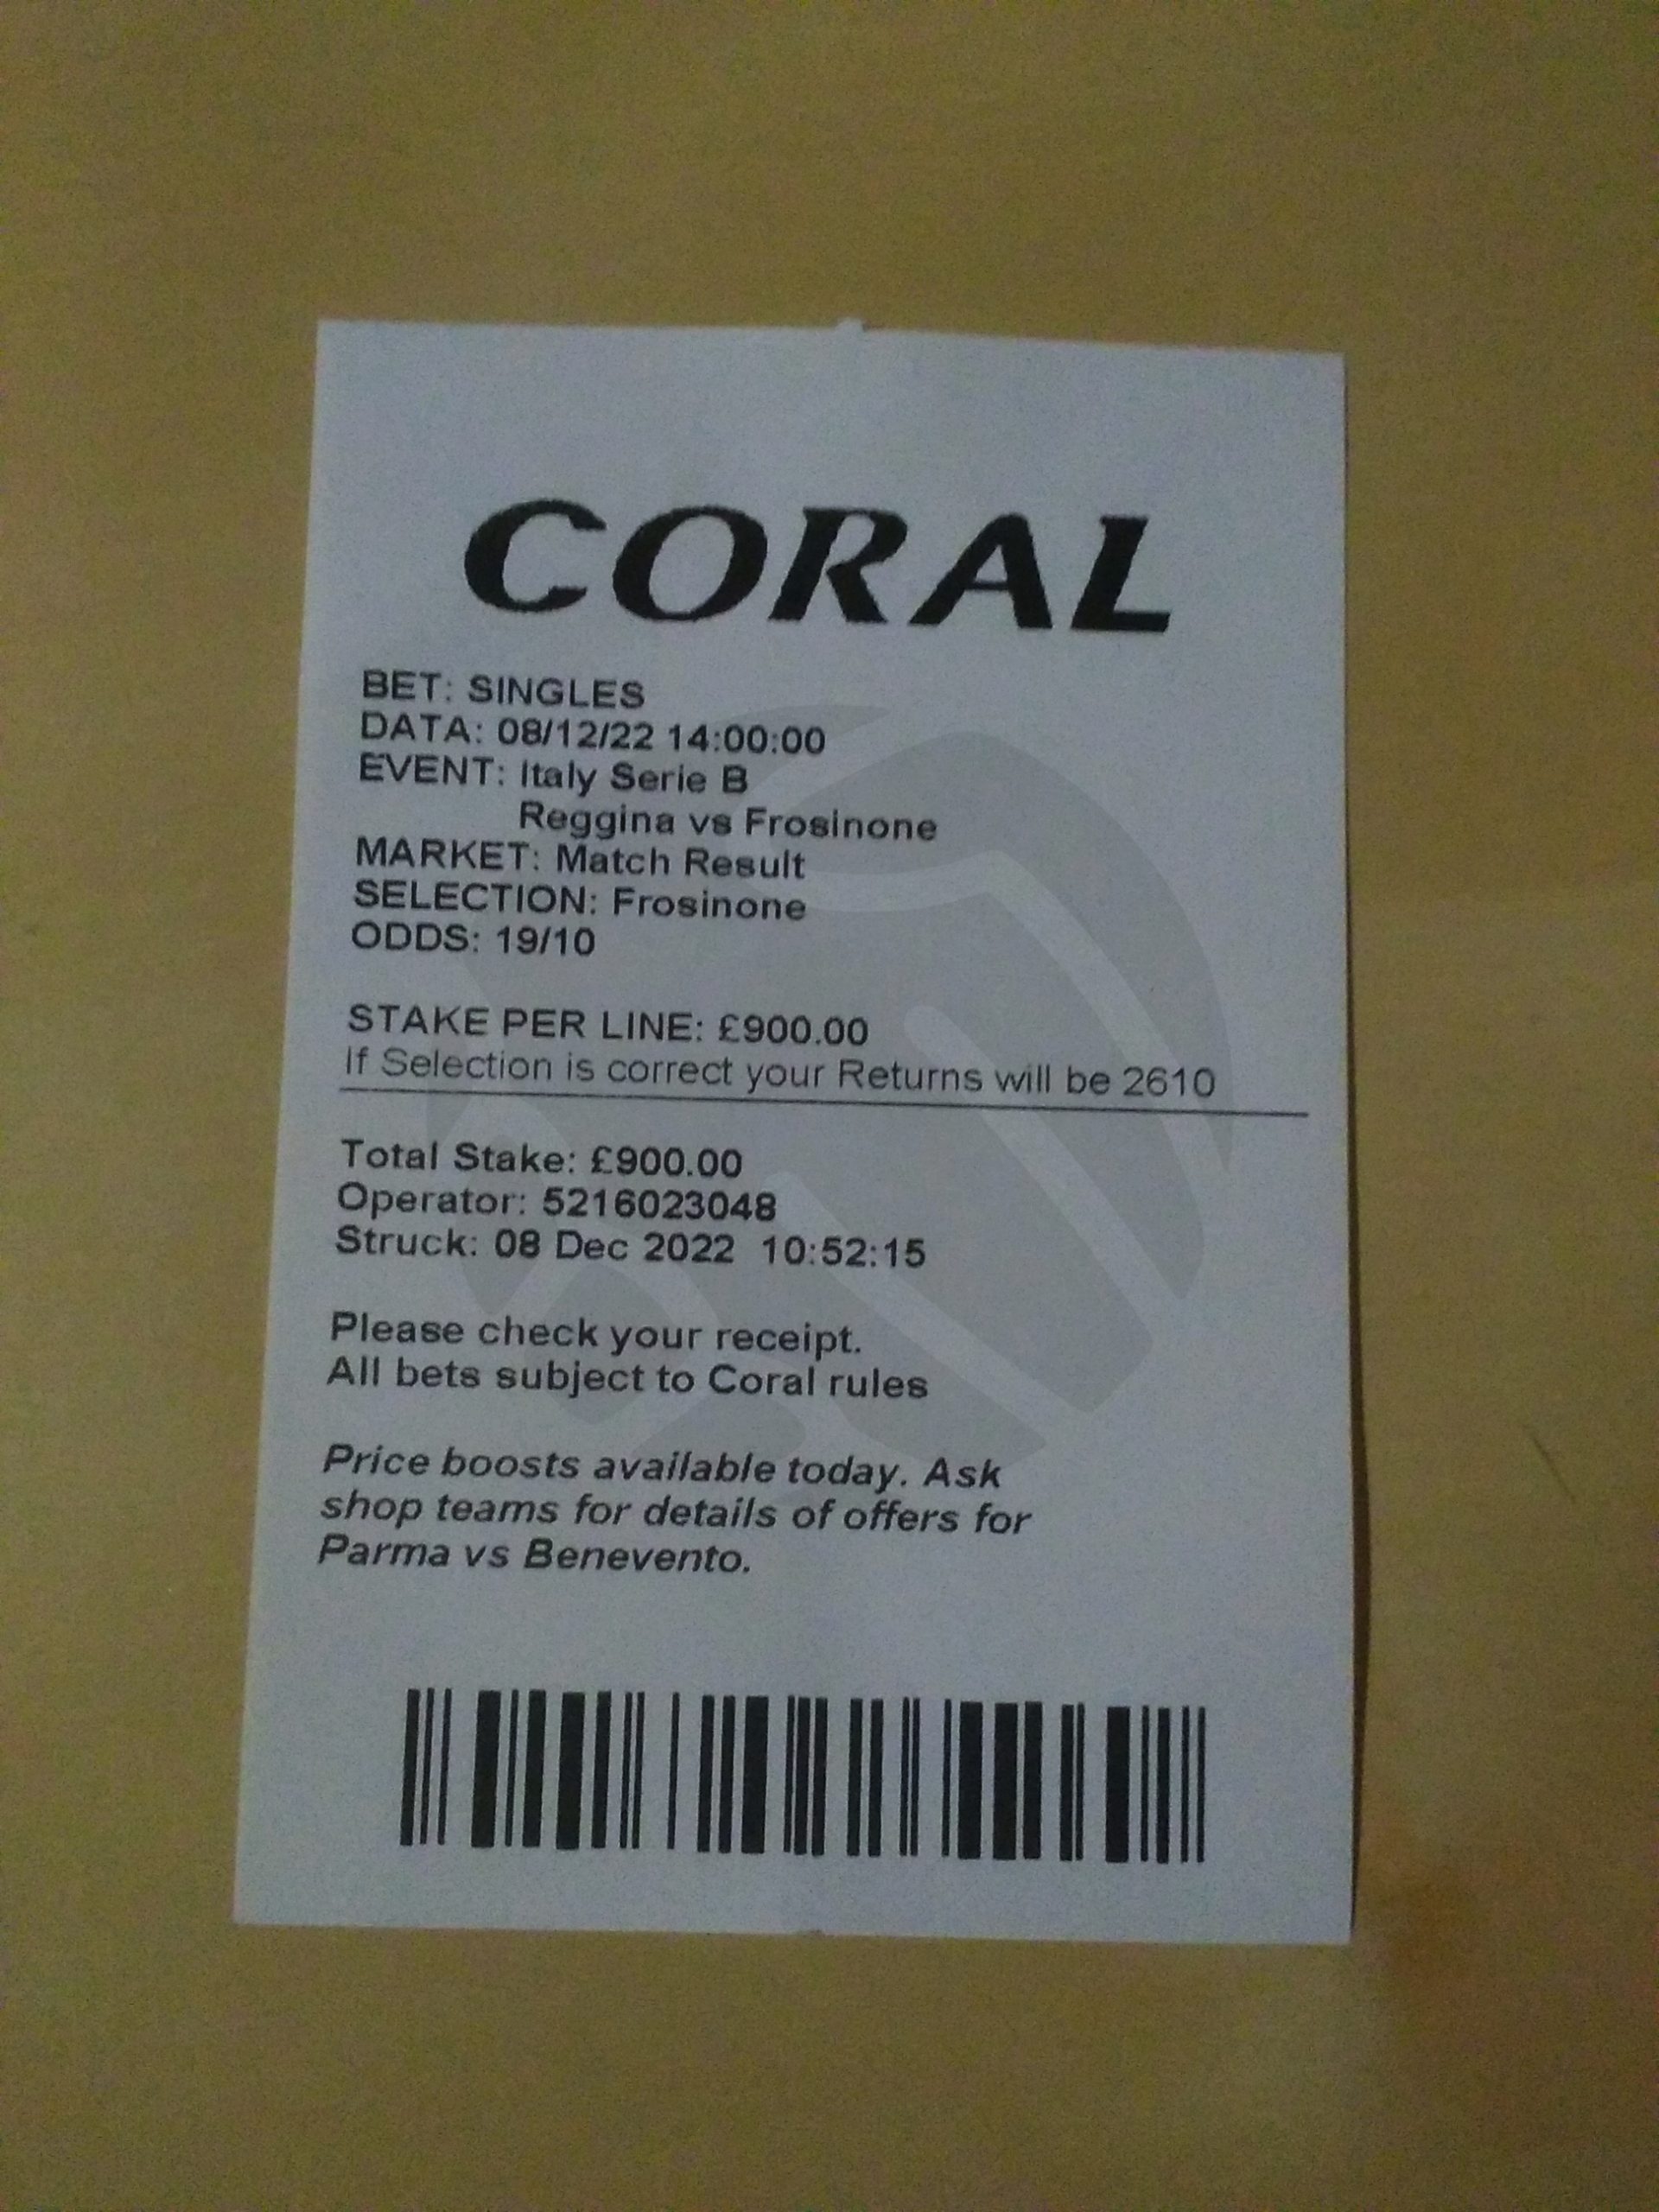 CORAL
BET: SINGLES
DATA: 08/12/22 14:00:00
EVENT: Italy Serie B
Reggina vs Frosinone
MARKET: Match Result
SELECTION: Frosinone
ODDS: 19/10
STAKE PER LINE: £900.00
If Selection is correct your Returns will be 2610
Total Stake: £900.00
Operator: 5216023048
Struck: 08 Dec 2022 10:52:15
Please check your receipt.
All bets subject to Coral rules
Price boosts available today. Ask
shop teams for details of offers for
Parma vs Benevento.